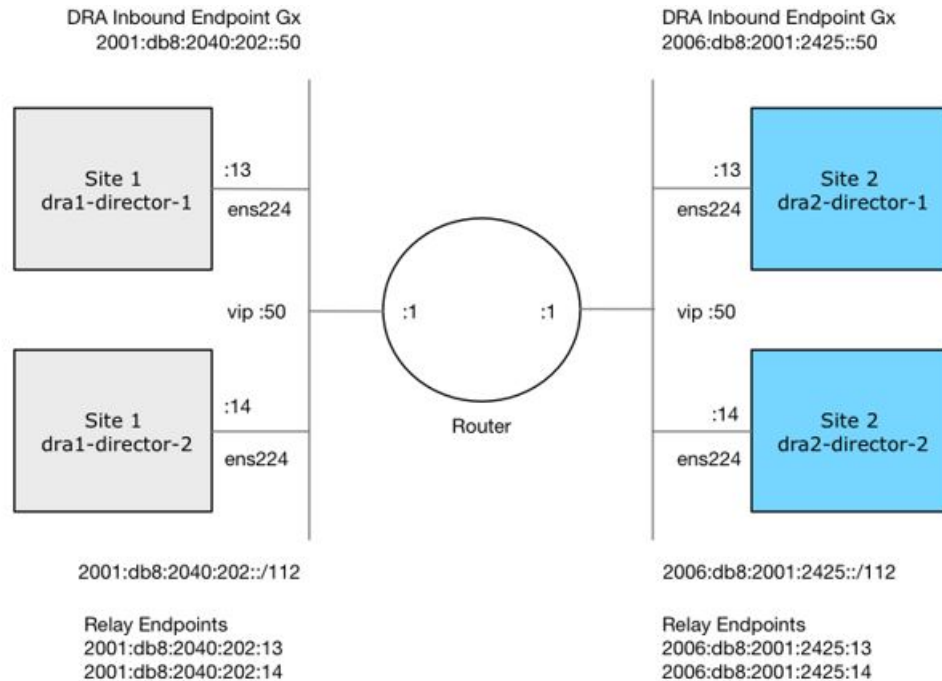 DRA Inbound Endpoint Gx
2001:db8:2040:202::50
DRA Inbound Endpoint Gx
2006:db8:2001:2425::50
Site 1
dra1-director-1
:13
ens224
:13
ens224
Site 2
dra2-director-1
vip :50
:1
:1
vip :50
Router
Site 1
dra1-director-2
:14
ens224
:14
ens224
Site 2
dra2-director-2
2001:db8:2040:202::/112
2006:db8:2001:2425::/112
Relay Endpoints
2001:db8:2040:202:13
2001:db8:2040:202:14
Relay Endpoints
2006:db8:2001:2425:13
2006:db8:2001:2425:14